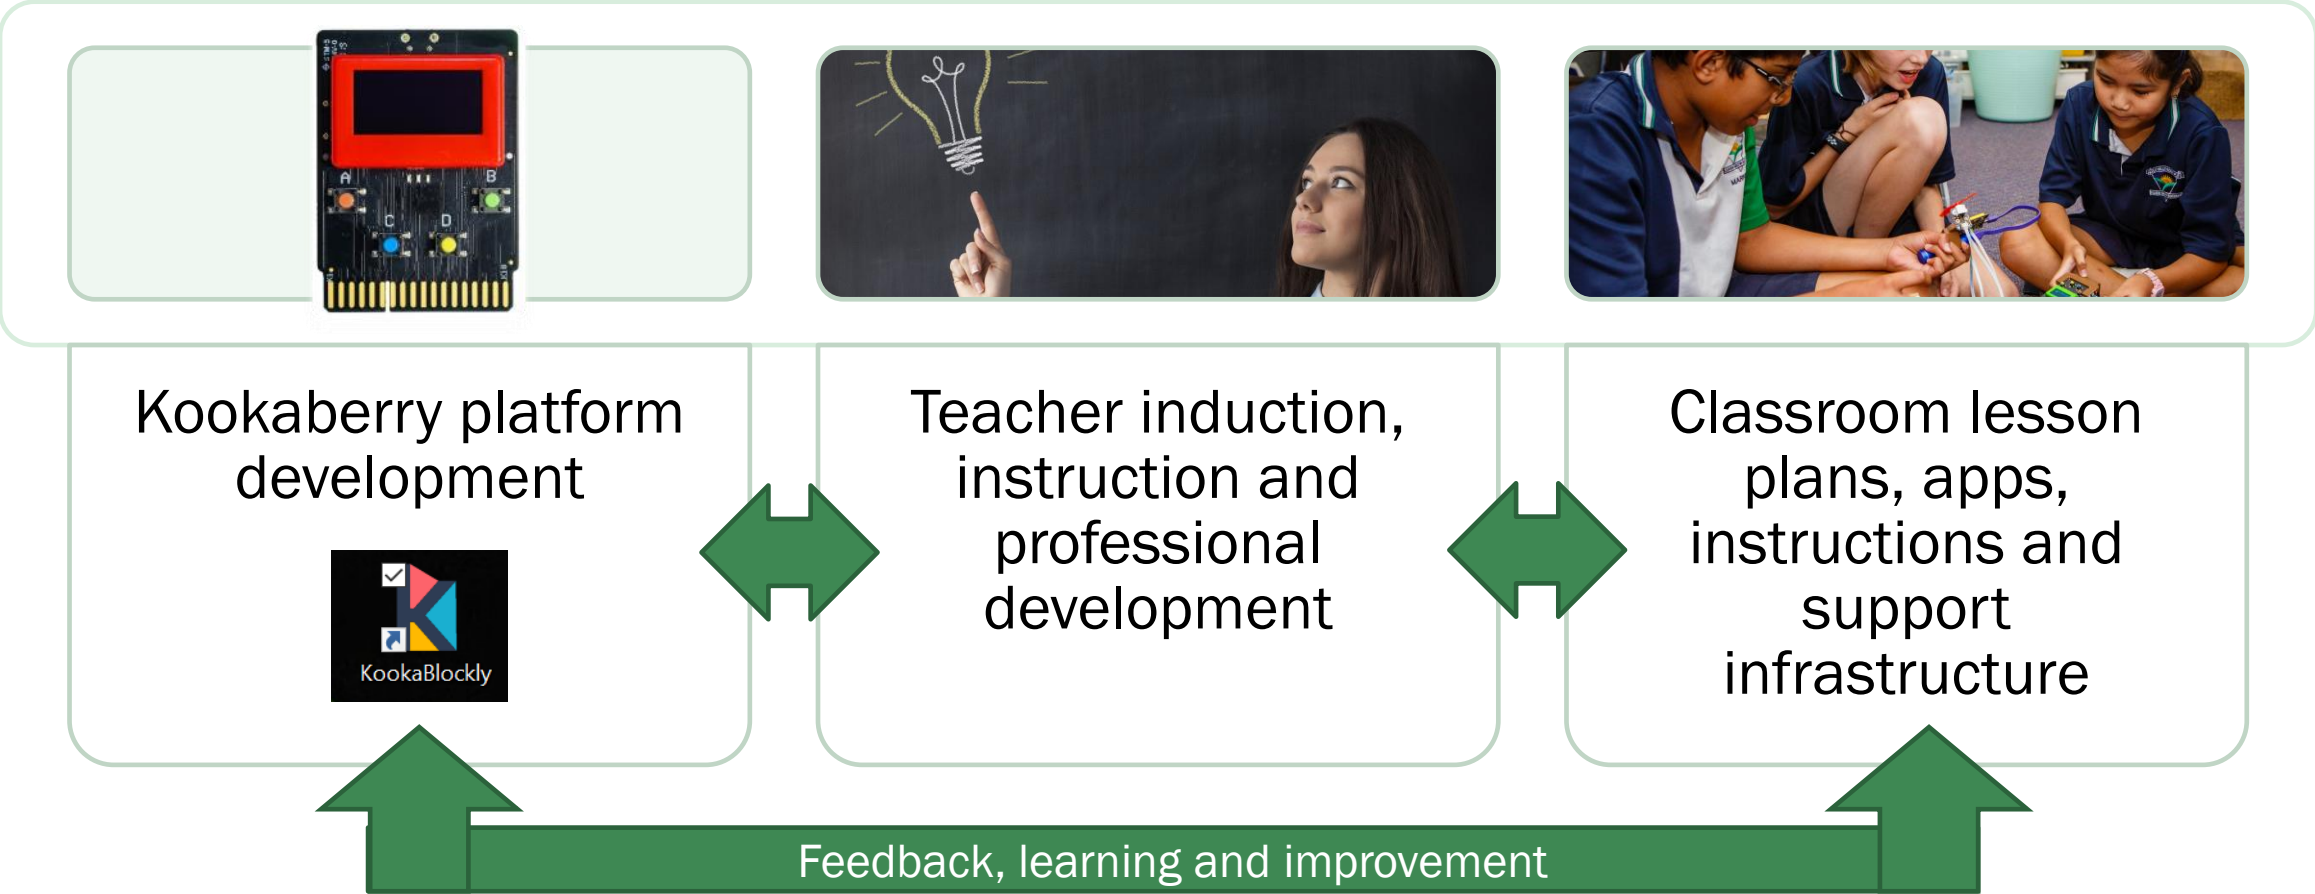 A
B
C
D
Kookaberry platform
development
KookaBlockly
Teacher induction,
instruction and
professional
development
Classroom lesson
plans, apps,
instructions and
support
infrastructure
Feedback, learning and improvement